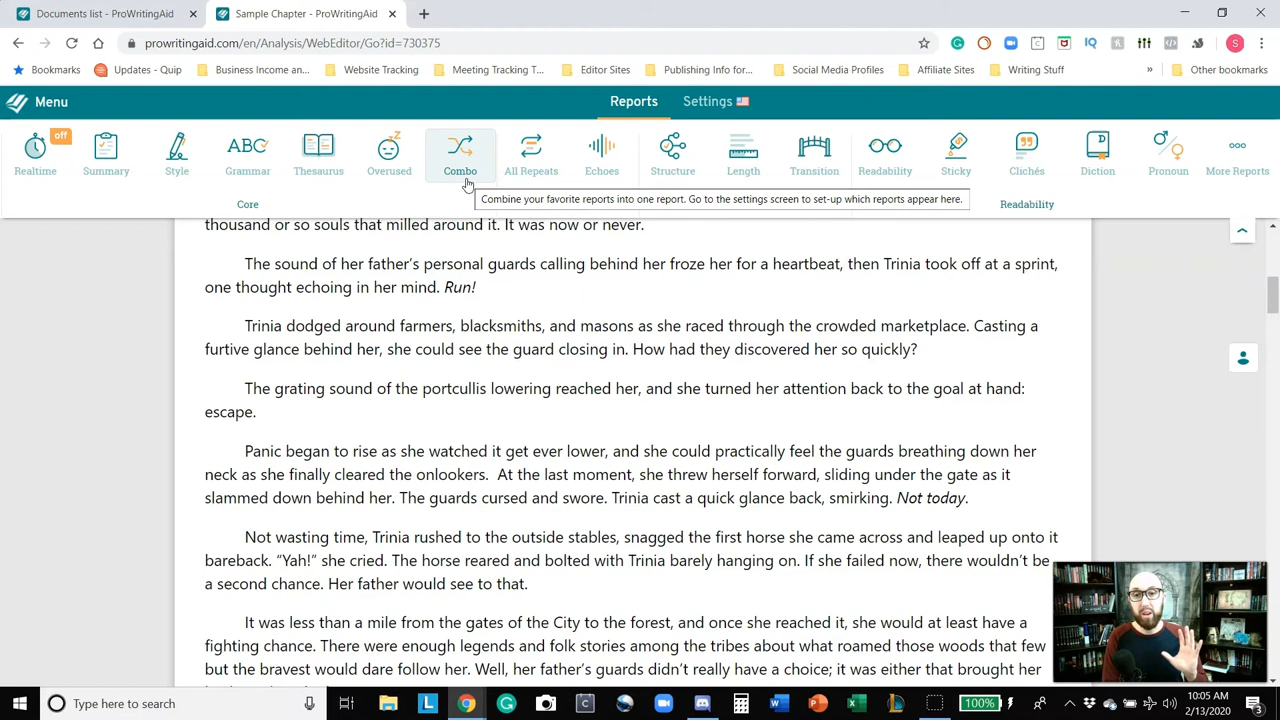 Documents list - ProWritingAid
Sample Chapter - ProWritingAid
prowritingaid.com/en/Analysis/WebEditor/Go?id=730375
Bookmarks
Updates - Quip
Business Income an...
Website Tracking
Meeting Tracking T...
Editor Sites
Publishing Info for...
Social Media Profiles
Affiliate Sites
Writing Stuff
»
Other bookmarks
Menu
Reports
Settings
off
Realtime
Summary
Style
ABC
Grammar
Thesaurus
Overused
Combo
All Repeats
Echoes
Structure
Length
Transition
Readability
Sticky
Clichés
Diction
Pronoun
More Reports
Combine your favorite reports into one report. Go to the settings screen to set-up which reports appear here.
Core
Readability
thousand or so souls that milled around it. It was now or never.
The sound of her father's personal guards calling behind her froze her for a heartbeat, then Trinia took off at a sprint,
one thought echoing in her mind. Run!
Trinia dodged around farmers, blacksmiths, and masons as she raced through the crowded marketplace. Casting a
furtive glance behind her, she could see the guard closing in. How had they discovered her so quickly?
The grating sound of the portcullis lowering reached her, and she turned her attention back to the goal at hand:
escape.
Panic began to rise as she watched it get ever lower, and she could practically feel the guards breathing down her
neck as she finally cleared the onlookers.  At the last moment, she threw herself forward, sliding under the gate as it
slammed down behind her. The guards cursed and swore. Trinia cast a quick glance back, smirking. Not today.
Not wasting time, Trinia rushed to the outside stables, snagged the first horse she came across and leaped up onto it
bareback. “Yah!” she cried. The horse reared and bolted with Trinia barely hanging on. If she failed now, there wouldn't be
a second chance. Her father would see to that.
It was less than a mile from the gates of the City to the forest, and once she reached it, she would at least have a
fighting chance. There were enough legends and folk stories among the tribes about what roamed those woods that few
but the bravest would dare follow her. Well, her father's guards didn't really have a choice; it was either that brought her
Type here to search
100%
10:05 AM
2/13/2020